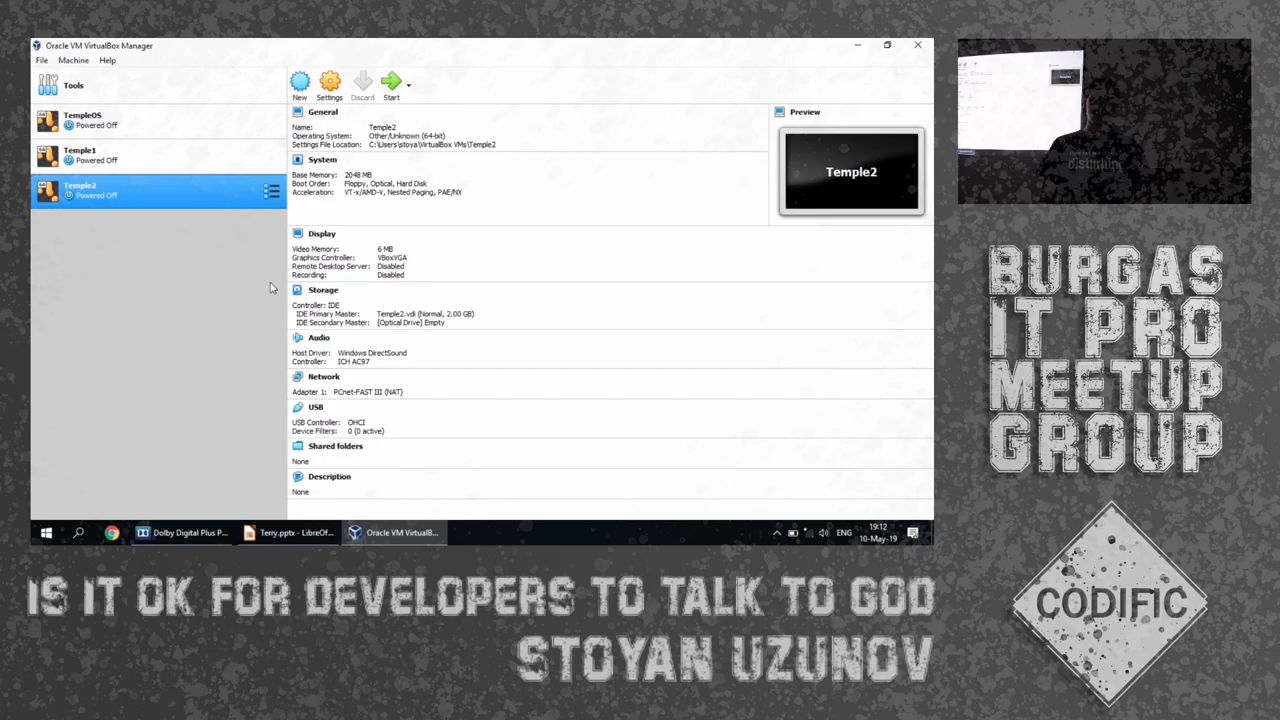 Oracle VM VirtualBox Manager
File Machine Help
Tools
New Settings Discard Start
TempleOS
Powered Off
Temple1
Powered Off
Temple2
Powered Off
General
Name: Temple2
Operating System: Other/Unknown (64-bit)
Settings File Location: C:\Users\stoya\VirtualBox VMs\Temple2
System
Base Memory: 2048 MB
Boot Order: Floppy, Optical, Hard Disk
Acceleration: VT-x/AMD-V, Nested Paging, PAE/NX
Preview
Temple2
Display
Video Memory: 6 MB
Graphics Controller: VBoxVGA
Remote Desktop Server: Disabled
Recording: Disabled
Storage
Controller: IDE
IDE Primary Master: Temple2.vdi (Normal, 2.00 GB)
IDE Secondary Master: [Optical Drive] Empty
Audio
Host Driver: Windows DirectSound
Controller: ICH AC97
Network
Adapter 1: PCnet-FAST III (NAT)
USB
USB Controller: OHCI
Device Filters: 0 (0 active)
Shared folders
None
Description
None
Dolby Digital Plus P... Terry.pptx - LibreOf... Oracle VM VirtualB... ENG
19:12
10-May-19
BURGAS
IT PRO
MEETUP
GROUP
IS IT OK FOR DEVELOPERS TO TALK TO GOD
STOYAN UZUNOV
CODIFIC